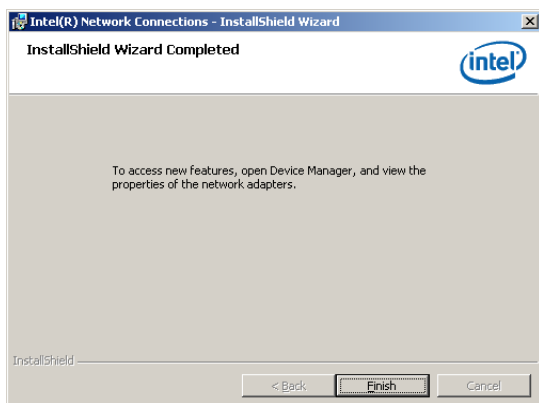 Intel(R) Network Connections - InstallShield Wizard
InstallShield Wizard Completed
intel
To access new features, open Device Manager, and view the
properties of the network adapters.
InstallShield
< Back
Finish
Cancel